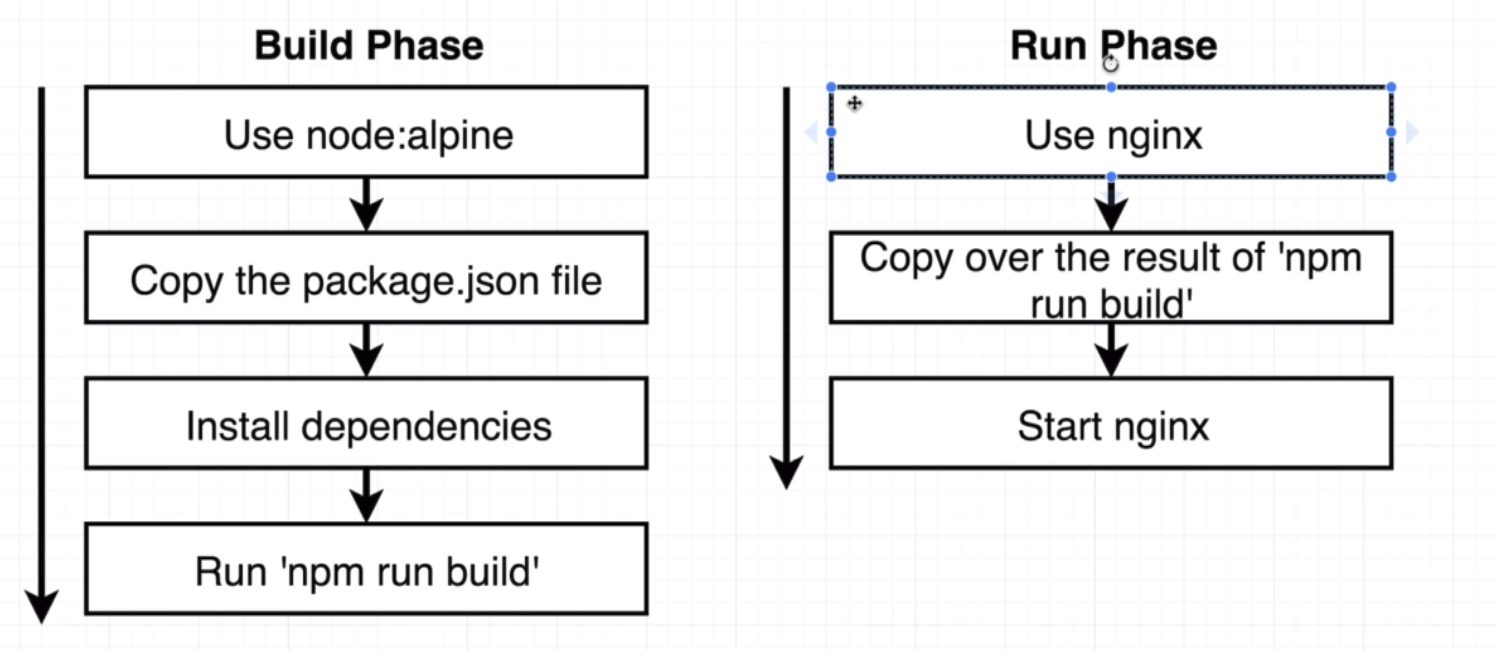 Build Phase
Use node:alpine
Copy the package.json file
Install dependencies
Run 'npm run build'
Run Phase
Use nginx
Copy over the result of 'npm
run build'
Start nginx